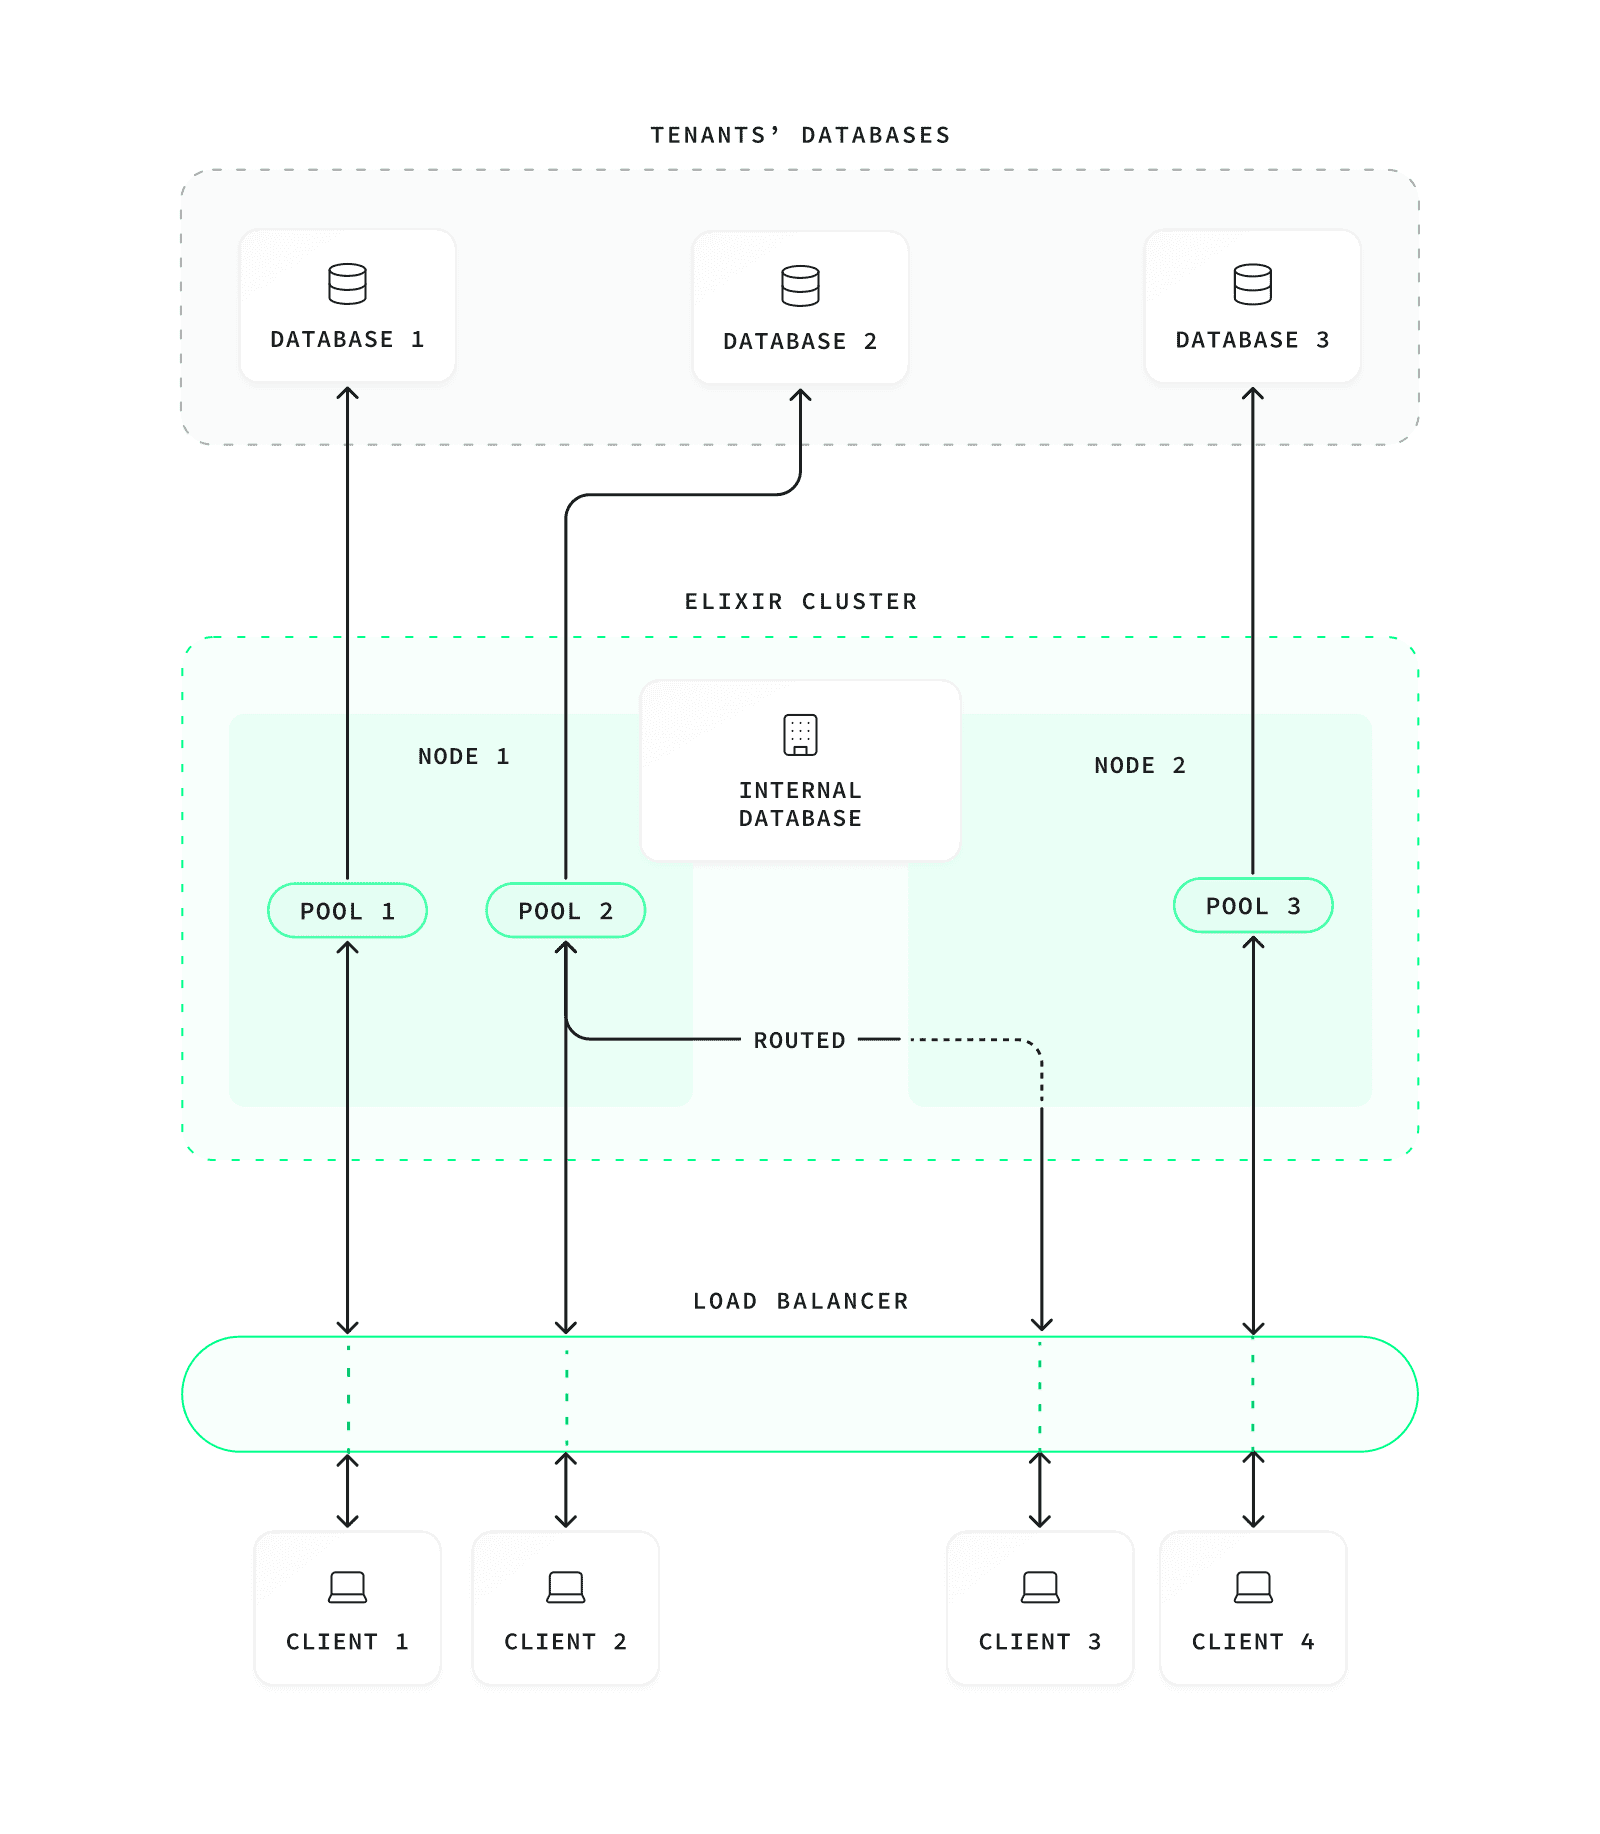 TENANTS’ DATABASES
DATABASE 1
DATABASE 2
DATABASE 3
ELIXIR CLUSTER
NODE 1
INTERNAL
DATABASE
NODE 2
POOL 1
POOL 2
POOL 3
ROUTED
LOAD BALANCER
CLIENT 1
CLIENT 2
CLIENT 3
CLIENT 4